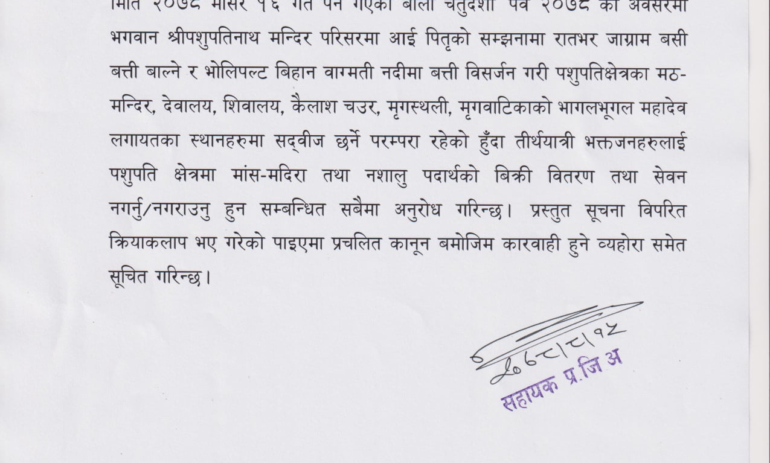 मिति २०७८ मंसिर १६ गते पर्न गएको बाला चतुर्दशी पर्व २०७८ को अवसरमा
भगवान श्रीपशुपतिनाथ मन्दिर परिसरमा आई पितृको सम्झनामा रातभर जाग्राम बसी
बत्ती बाल्ने र भोलिपल्ट बिहान वाग्मती नदीमा बत्ती विसर्जन गरी पशुपतिक्षेत्रका मठ-
मन्दिर, देवालय, शिवालय, कैलाश चउर, मृगस्थली, मृगवाटिकाको भागलभूगल महादेव
लगायतका स्थानहरुमा सद्वीज छर्ने परम्परा रहेको हुँदा तीर्थयात्री भक्तजनहरुलाई
पशुपति क्षेत्रमा मांस-मदिरा तथा नशालु पदार्थको बिक्री वितरण तथा सेवन
नगर्नु/नगराउनु हुन सम्बन्धित सबैमा अनुरोध गरिन्छ। प्रस्तुत सूचना विपरित
क्रियाकलाप भए गरेको पाइएमा प्रचलित कानून बमोजिम कारवाही हुने व्यहोरा समेत
सूचित गरिन्छ।
२०७८/८/१५
सहायक प्र.जि अ